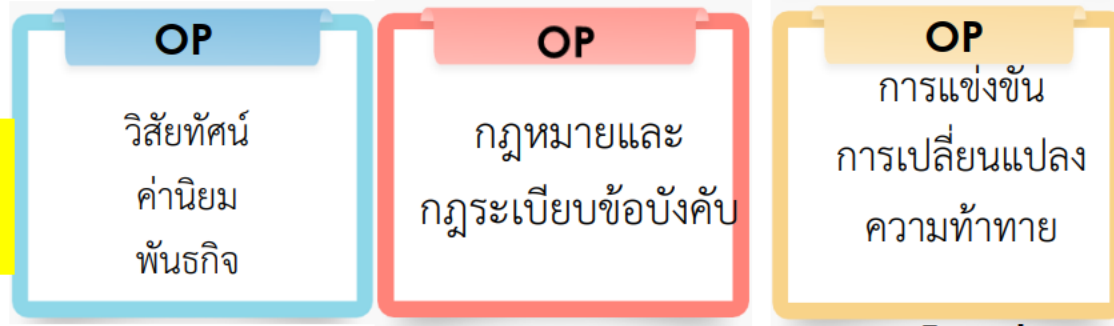 OP
วิสัยทัศน์
ค่านิยม
พันธกิจ
OP
กฎหมายและ
กฎระเบียบข้อบังคับ
OP
การแข่งขัน
การเปลี่ยนแปลง
ความท้าทาย